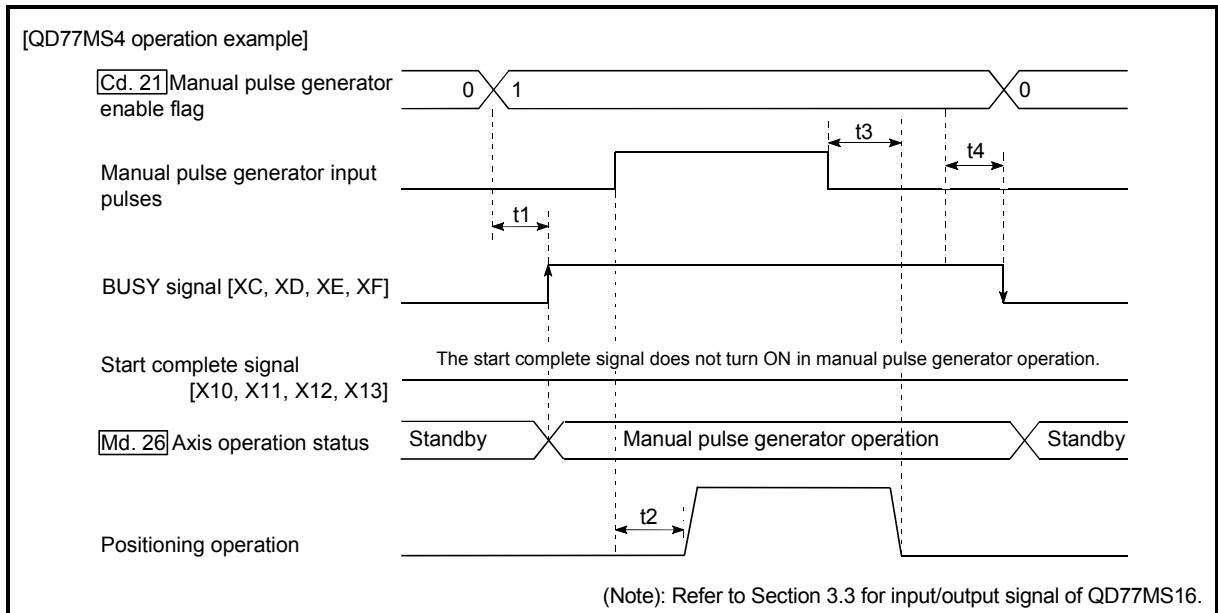 [QD77MS4 operation example]
Cd. 21 Manual pulse generator
enable flag
0
1
0
t3
t4
Manual pulse generator input
pulses
t1
BUSY signal [XC, XD, XE, XF]
Start complete signal
[X10, X11, X12, X13]
The start complete signal does not turn ON in manual pulse generator operation.
Md. 26 Axis operation status
Standby
Manual pulse generator operation
Standby
t2
Positioning operation
(Note): Refer to Section 3.3 for input/output signal of QD77MS16.